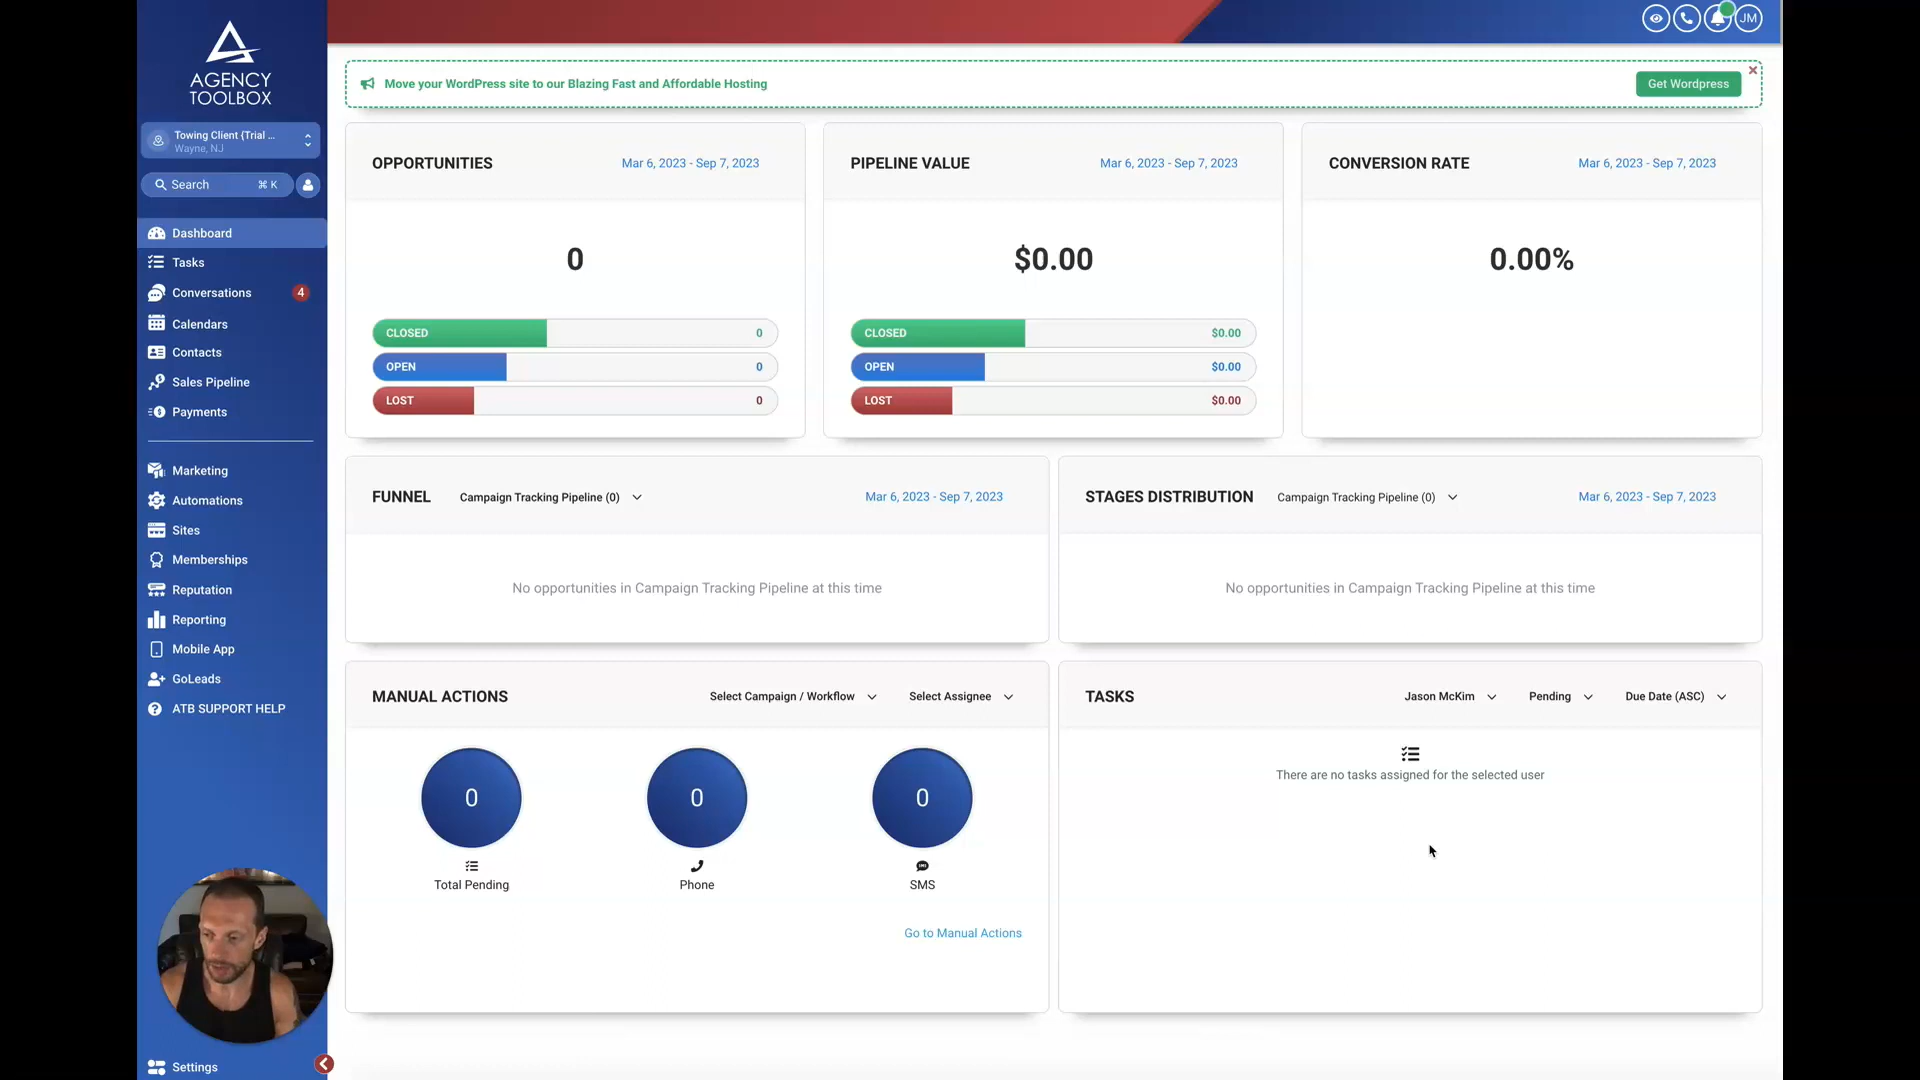 AGENCY
TOOLBOX
Towing Client {Trial ...
Wayne, NJ
Search ⌘ K
Dashboard
Tasks
Conversations 4
Calendars
Contacts
Sales Pipeline
Payments
Marketing
Automations
Sites
Memberships
Reputation
Reporting
Mobile App
GoLeads
ATB SUPPORT HELP
Settings
JM
Move your WordPress site to our Blazing Fast and Affordable Hosting
Get Wordpress
OPPORTUNITIES Mar 6, 2023 - Sep 7, 2023
0
CLOSED 0
OPEN 0
LOST 0
PIPELINE VALUE Mar 6, 2023 - Sep 7, 2023
$0.00
CLOSED $0.00
OPEN $0.00
LOST $0.00
CONVERSION RATE Mar 6, 2023 - Sep 7, 2023
0.00%
FUNNEL Campaign Tracking Pipeline (0) Mar 6, 2023 - Sep 7, 2023
No opportunities in Campaign Tracking Pipeline at this time
STAGES DISTRIBUTION Campaign Tracking Pipeline (0) Mar 6, 2023 - Sep 7, 2023
No opportunities in Campaign Tracking Pipeline at this time
MANUAL ACTIONS Select Campaign / Workflow Select Assignee
0 0 0
Total Pending Phone SMS
Go to Manual Actions
TASKS Jason McKim Pending Due Date (ASC)
There are no tasks assigned for the selected user